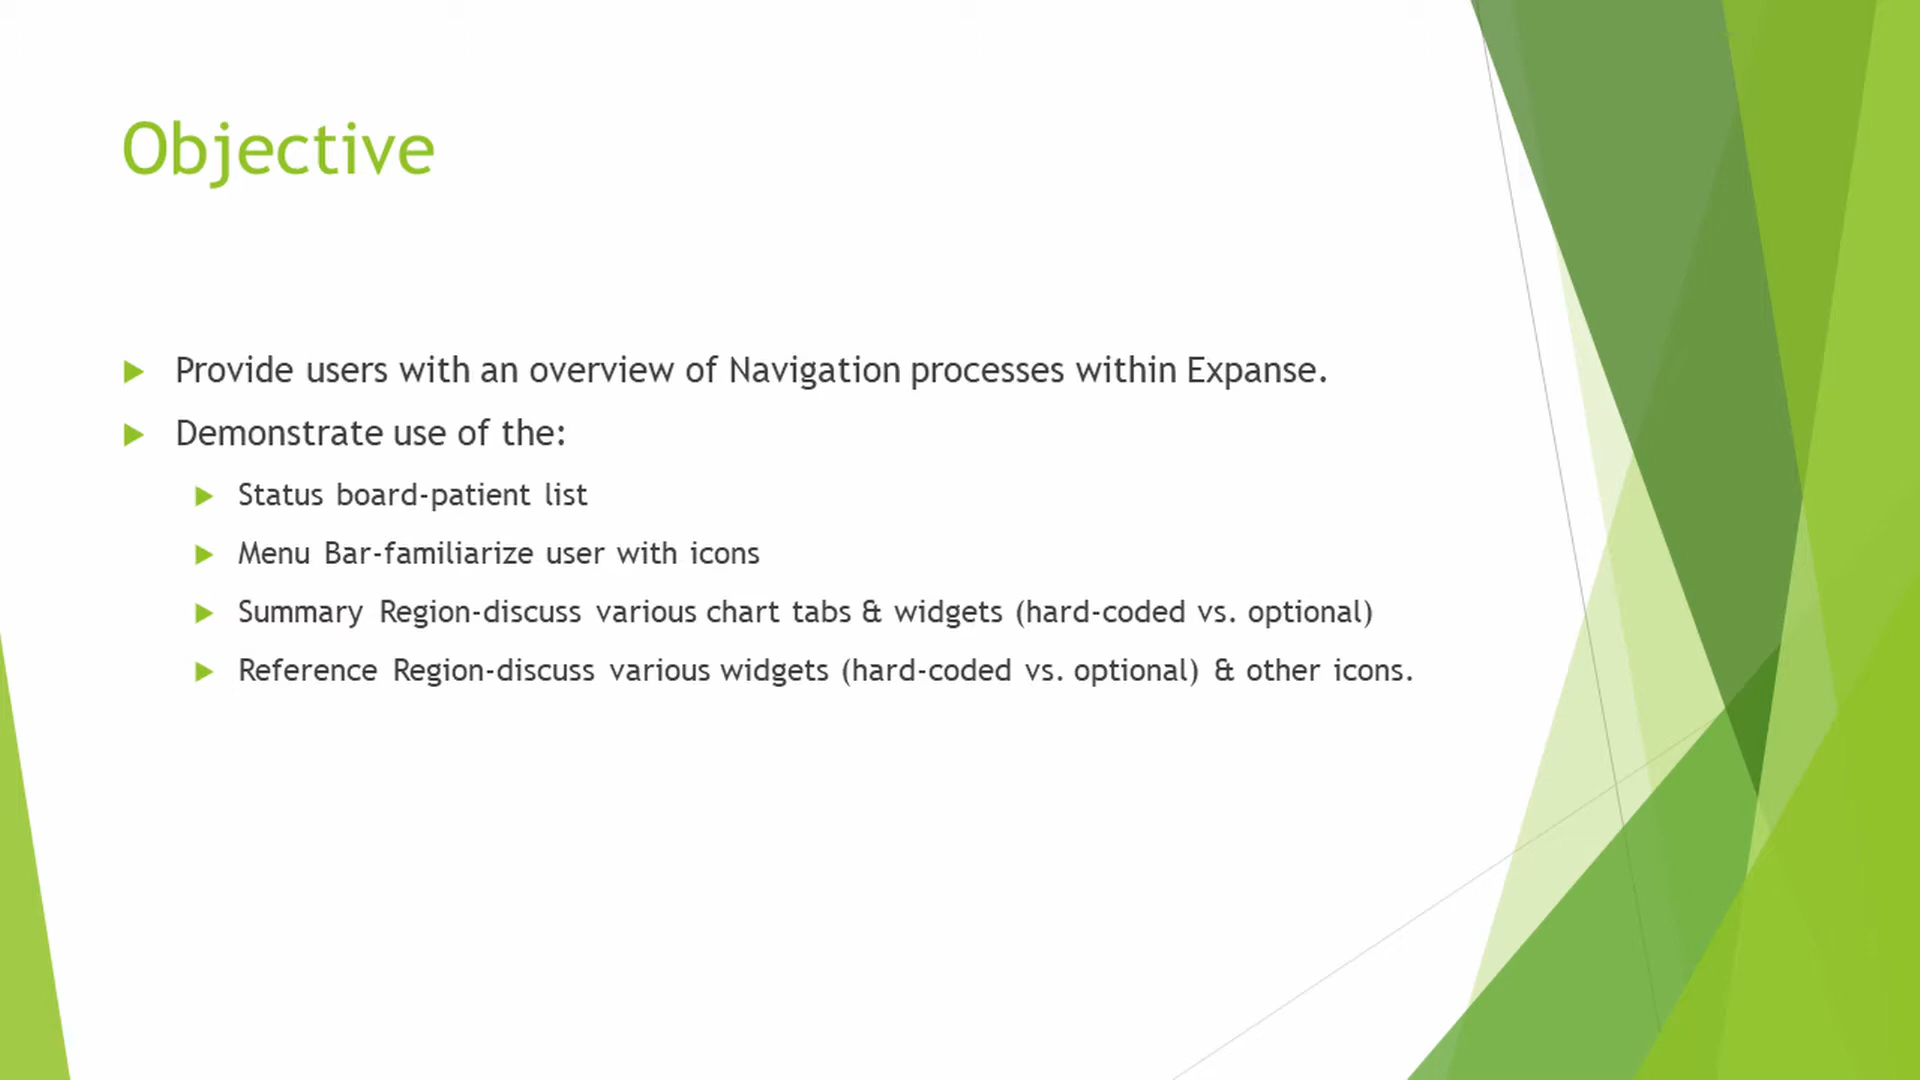 Objective
Provide users with an overview of Navigation processes within Expanse.
Demonstrate use of the:
Status board-patient list
Menu Bar-familiarize user with icons
Summary Region-discuss various chart tabs & widgets (hard-coded vs. optional)
Reference Region-discuss various widgets (hard-coded vs. optional) & other icons.